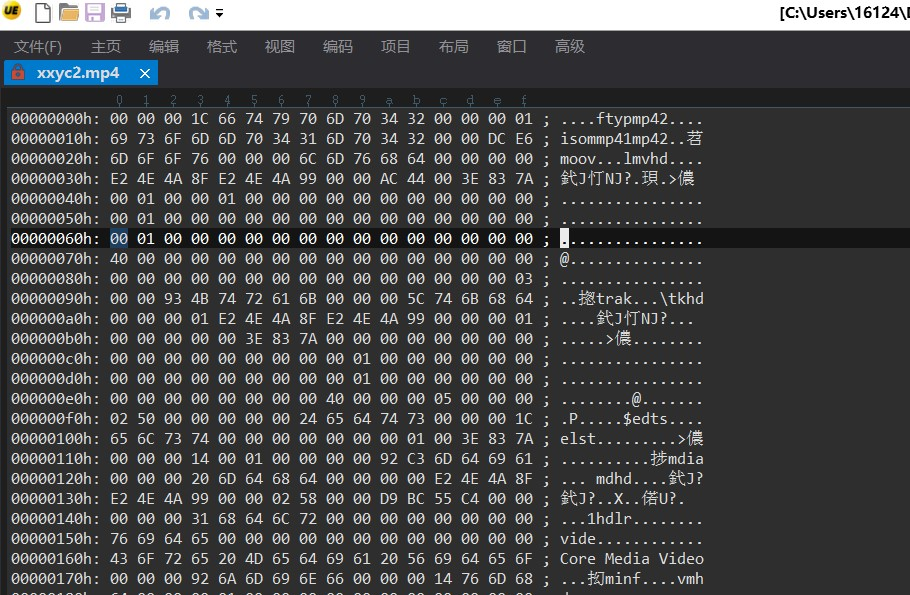 UE
[C:\Users\16124\
文件(F) 主页 编辑 格式 视图 编码 项目 布局 窗口 高级
xxyc2.mp4 ×
0 1 2 3 4 5 6 7 8 9 a b c d e f
00000000h: 00 00 00 1C 66 74 79 70 6D 70 34 32 00 00 00 01 ; ....ftypmp42....
00000010h: 69 73 6F 6D 6D 70 34 31 6D 70 34 32 00 00 DC E6 ; isommp41mp42..苕
00000020h: 6D 6F 6F 76 00 00 00 6C 6D 76 68 64 00 00 00 00 ; moov...lmvhd....
00000030h: E2 4E 4A 8F E2 4E 4A 99 00 00 AC 44 00 3E 83 7A ; 釴J忊NJ?.珼.>儂
00000040h: 00 01 00 00 01 00 00 00 00 00 00 00 00 00 00 00 ; ................
00000050h: 00 01 00 00 00 00 00 00 00 00 00 00 00 00 00 00 ; ................
00000060h: 00 01 00 00 00 00 00 00 00 00 00 00 00 00 00 00 ; ................
00000070h: 40 00 00 00 00 00 00 00 00 00 00 00 00 00 00 00 ; @...............
00000080h: 00 00 00 00 00 00 00 00 00 00 00 00 00 00 00 03 ; ................
00000090h: 00 00 93 4B 74 72 61 6B 00 00 00 5C 74 6B 68 64 ; ..揔trak...\tkhd
000000a0h: 00 00 00 01 E2 4E 4A 8F E2 4E 4A 99 00 00 00 01 ; ....釴J忊NJ?...
000000b0h: 00 00 00 00 00 3E 83 7A 00 00 00 00 00 00 00 00 ; .....>儂........
000000c0h: 00 00 00 00 00 00 00 00 00 01 00 00 00 00 00 00 ; ................
000000d0h: 00 00 00 00 00 00 00 00 00 01 00 00 00 00 00 00 ; ................
000000e0h: 00 00 00 00 00 00 00 00 40 00 00 00 05 00 00 00 ; ........@.......
000000f0h: 02 50 00 00 00 00 00 24 65 64 74 73 00 00 00 1C ; .P.....$edts....
00000100h: 65 6C 73 74 00 00 00 00 00 00 00 01 00 3E 83 7A ; elst.........>儂
00000110h: 00 00 00 14 00 01 00 00 00 00 92 C3 6D 64 69 61 ; ..........捗mdia
00000120h: 00 00 00 20 6D 64 68 64 00 00 00 00 E2 4E 4A 8F ; ... mdhd....釴J?
00000130h: E2 4E 4A 99 00 00 02 58 00 00 D9 BC 55 C4 00 00 ; 釴J?..X..偌U?.
00000140h: 00 00 00 31 68 64 6C 72 00 00 00 00 00 00 00 00 ; ...1hdlr........
00000150h: 76 69 64 65 00 00 00 00 00 00 00 00 00 00 00 00 ; vide............
00000160h: 43 6F 72 65 20 4D 65 64 69 61 20 56 69 64 65 6F ; Core Media Video
00000170h: 00 00 00 92 6A 6D 69 6E 66 00 00 00 14 76 6D 68 ; ...抝minf....vmh